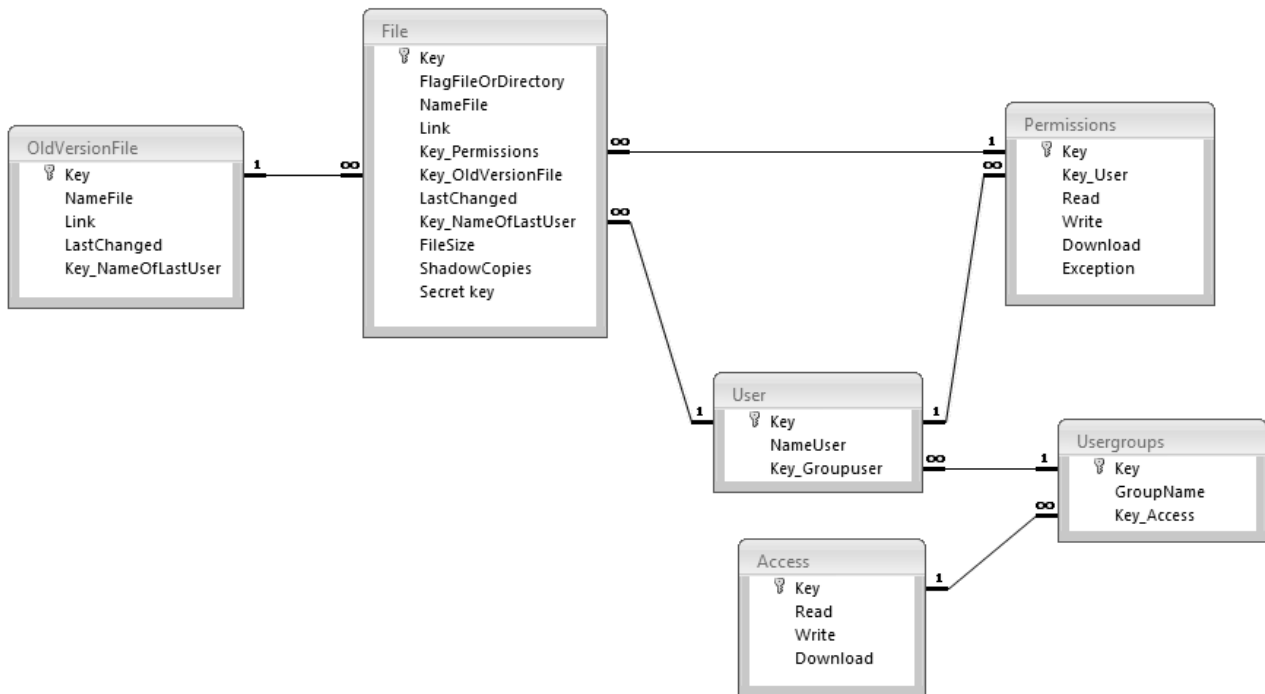 File
Key
FlagFileOrDirectory
NameFile
Link
Key_Permissions
Key_OldVersionFile
LastChanged
Key_NameOfLastUser
FileSize
ShadowCopies
Secret key
OldVersionFile
Key
NameFile
Link
LastChanged
Key_NameOfLastUser
1
∞
∞
1
∞
∞
Permissions
Key
Key_User
Read
Write
Download
Exception
User
Key
NameUser
Key_Groupuser
1
1
∞
1
∞
Usergroups
Key
GroupName
Key_Access
Access
Key
Read
Write
Download
1